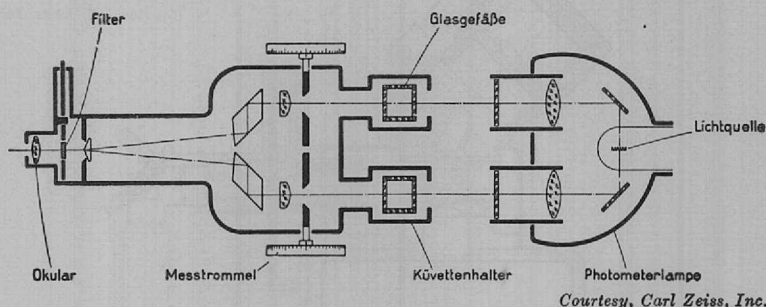 Filter
Glasgefäße
Lichtquelle
Okular
Messtrommel
Küvettenhalter
Photometerlampe
Courtesy, Carl Zeiss, Inc.